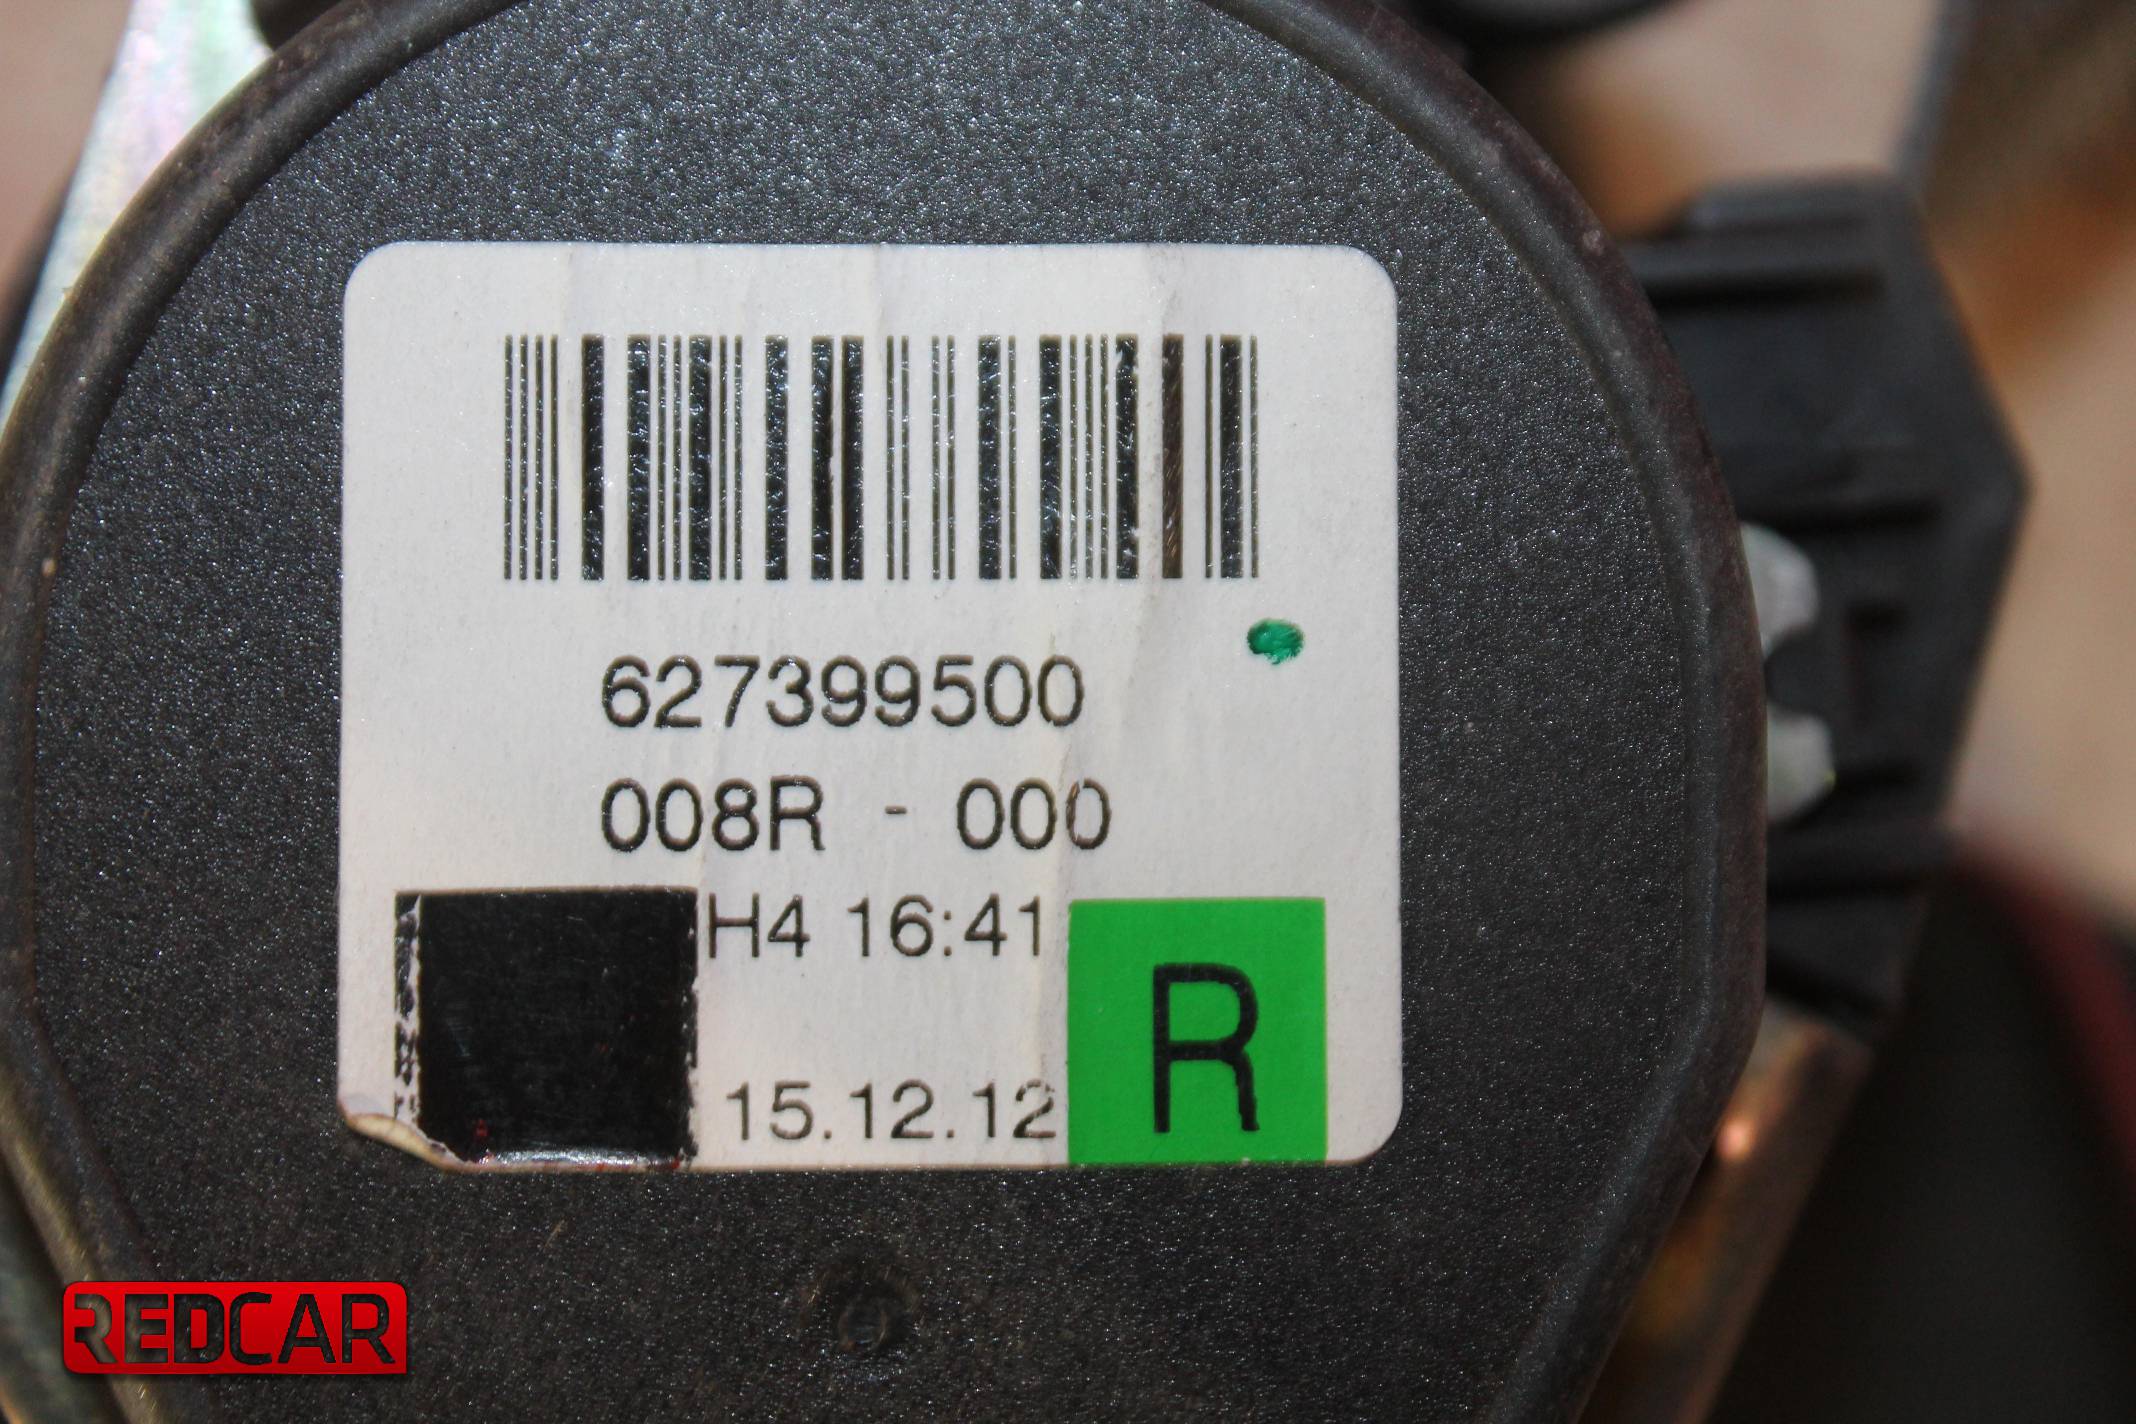 627399500
008R - 000
H4 16:41
15.12.12
R
REDCAR